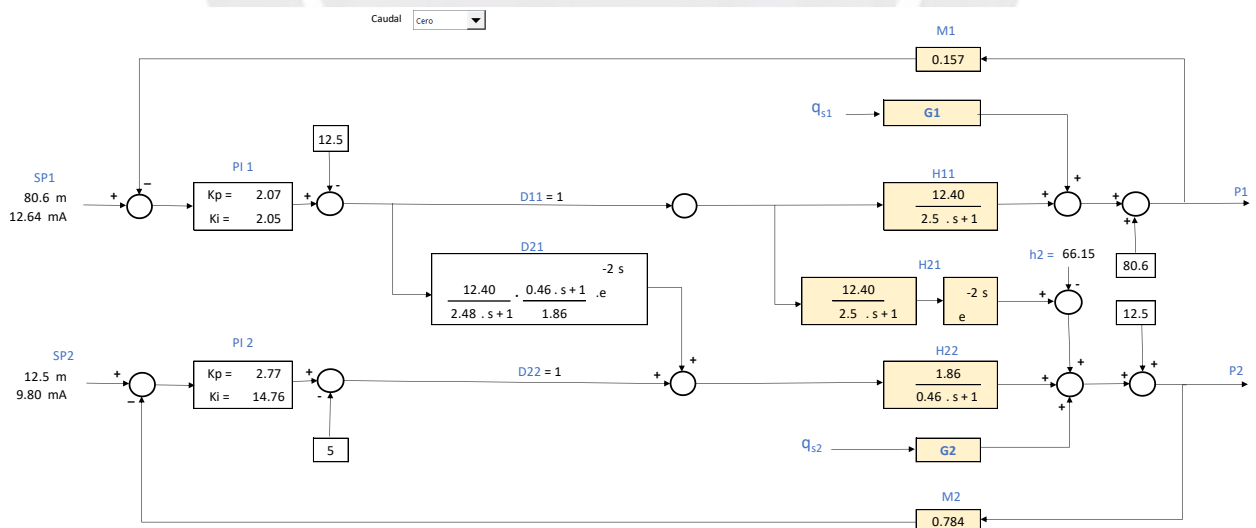 Caudal Cero
M1
0.157
qs1
G1
12.5
SP1
80.6 m
12.64 mA
+
−
PI 1
Kp = 2.07
Ki = 2.05
+
-
D11 = 1
H11
12.40
2.5 . s + 1
+
+
+
+
P1
80.6
h2 = 66.15
D21
12.40
2.48 . s + 1
.
0.46 . s + 1
1.86
.e
-2 s
H21
12.40
2.5 . s + 1
-2 s
e
+
-
12.5
SP2
12.5 m
9.80 mA
+
−
PI 2
Kp = 2.77
Ki = 14.76
+
-
5
D22 = 1
+
+
H22
1.86
0.46 . s + 1
+
+
+
+
+
P2
qs2
G2
M2
0.784